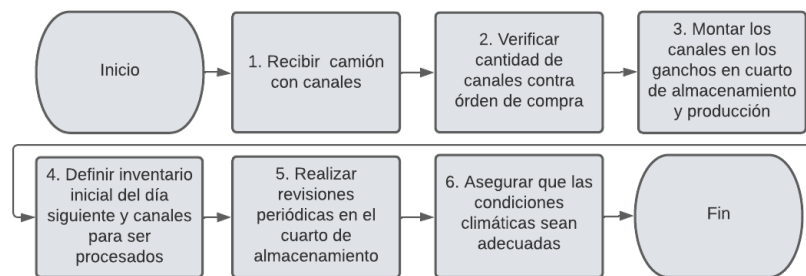 Inicio
1. Recibir camión
con canales
2. Verificar
cantidad de
canales contra
órden de compra
3. Montar los
canales en los
ganchos en cuarto
de almacenamiento
y producción
4. Definir inventario
inicial del día
siguiente y canales
para ser
procesados
5. Realizar
revisiones
periódicas en el
cuarto de
almacenamiento
6. Asegurar que las
condiciones
climáticas sean
adecuadas
Fin